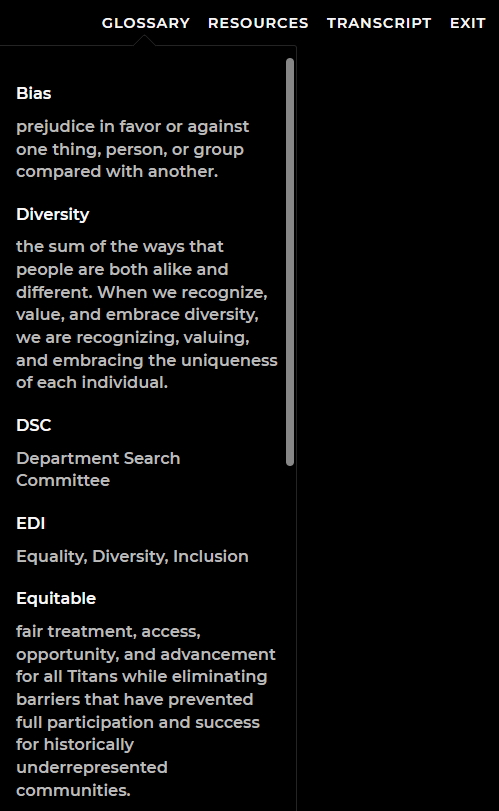 GLOSSARY RESOURCES TRANSCRIPT EXIT
Bias
prejudice in favor or against
one thing, person, or group
compared with another.
Diversity
the sum of the ways that
people are both alike and
different. When we recognize,
value, and embrace diversity,
we are recognizing, valuing,
and embracing the uniqueness
of each individual.
DSC
Department Search
Committee
EDI
Equality, Diversity, Inclusion
Equitable
fair treatment, access,
opportunity, and advancement
for all Titans while eliminating
barriers that have prevented
full participation and success
for historically
underrepresented
communities.